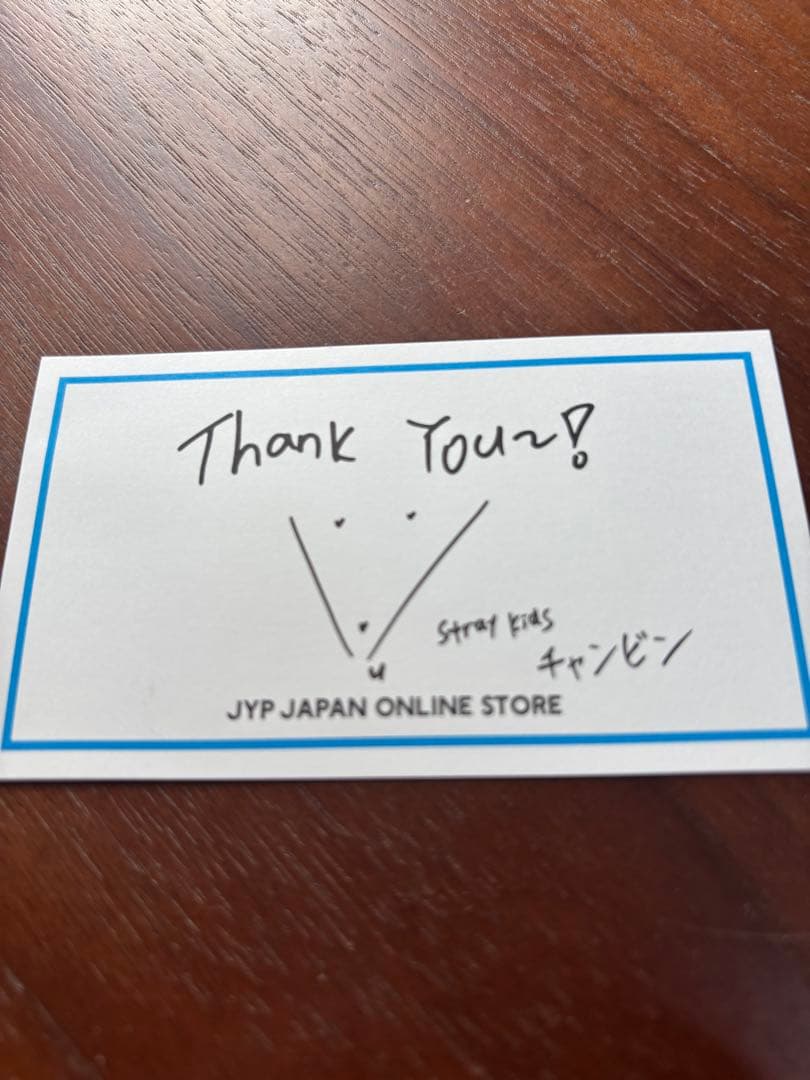 Thank You~!
u
Stray Kids
チャンビン
JYP JAPAN ONLINE STORE